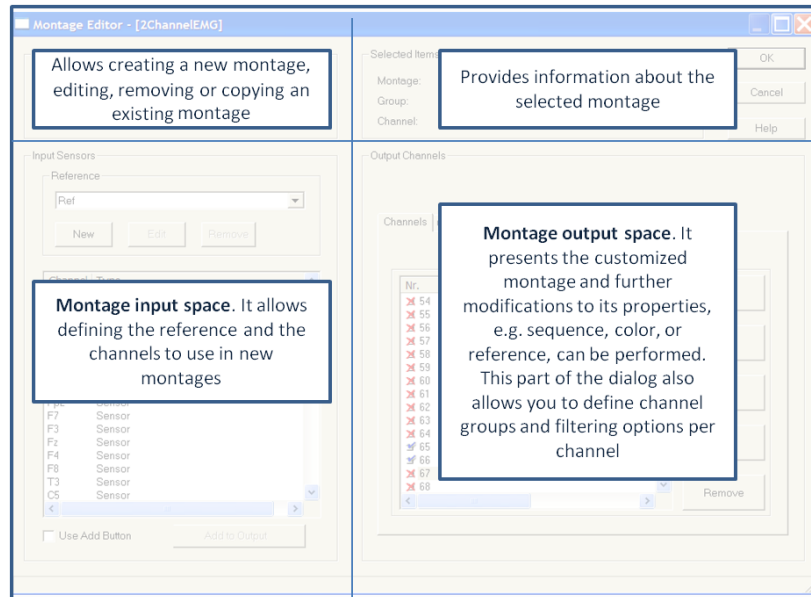 Montage Editor - [2ChannelEMG]
Allows creating a new montage,
editing, removing or copying an
existing montage
Selected Items
Montage:
Group:
Channel:
Provides information about the
selected montage
OK
Cancel
Help
Input Sensors
Reference
Ref
New
Edit
Remove
Channel Type
Montage input space. It allows
defining the reference and the
channels to use in new
montages
Sensor
F7 Sensor
F3 Sensor
Fz Sensor
F4 Sensor
F8 Sensor
T3 Sensor
C5 Sensor
Use Add Button
Add to Output
Output Channels
Channels
Nr.
54
55
56
57
58
59
60
61
62
63
64
65
66
67
68
Montage output space. It
presents the customized
montage and further
modifications to its properties,
e.g. sequence, color, or
reference, can be performed.
This part of the dialog also
allows you to define channel
groups and filtering options per
channel
Remove